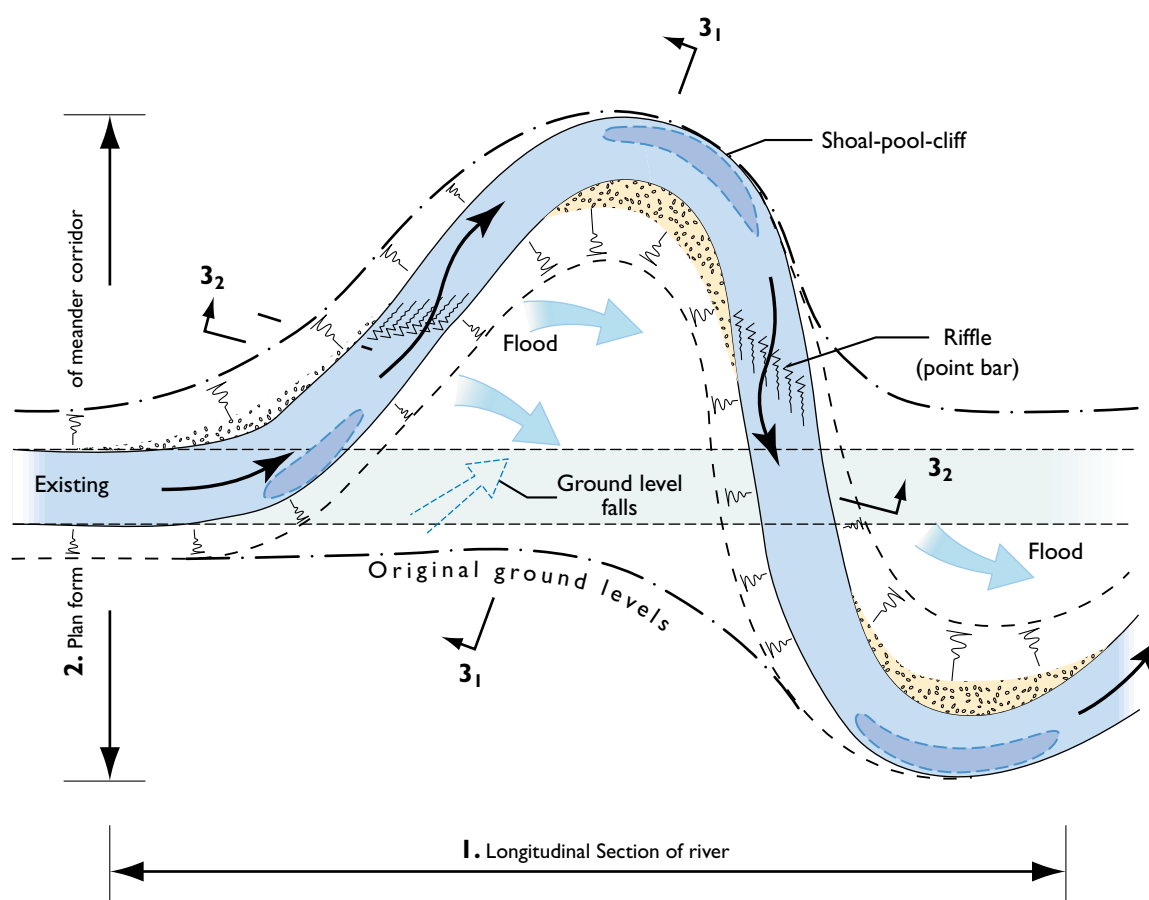 3₁
Shoal-pool-cliff
of meander corridor
3₂
Flood
Riffle
(point bar)
Existing
Ground level
falls
3₂
Flood
Original ground levels
2. Plan form
3₁
1. Longitudinal Section of river